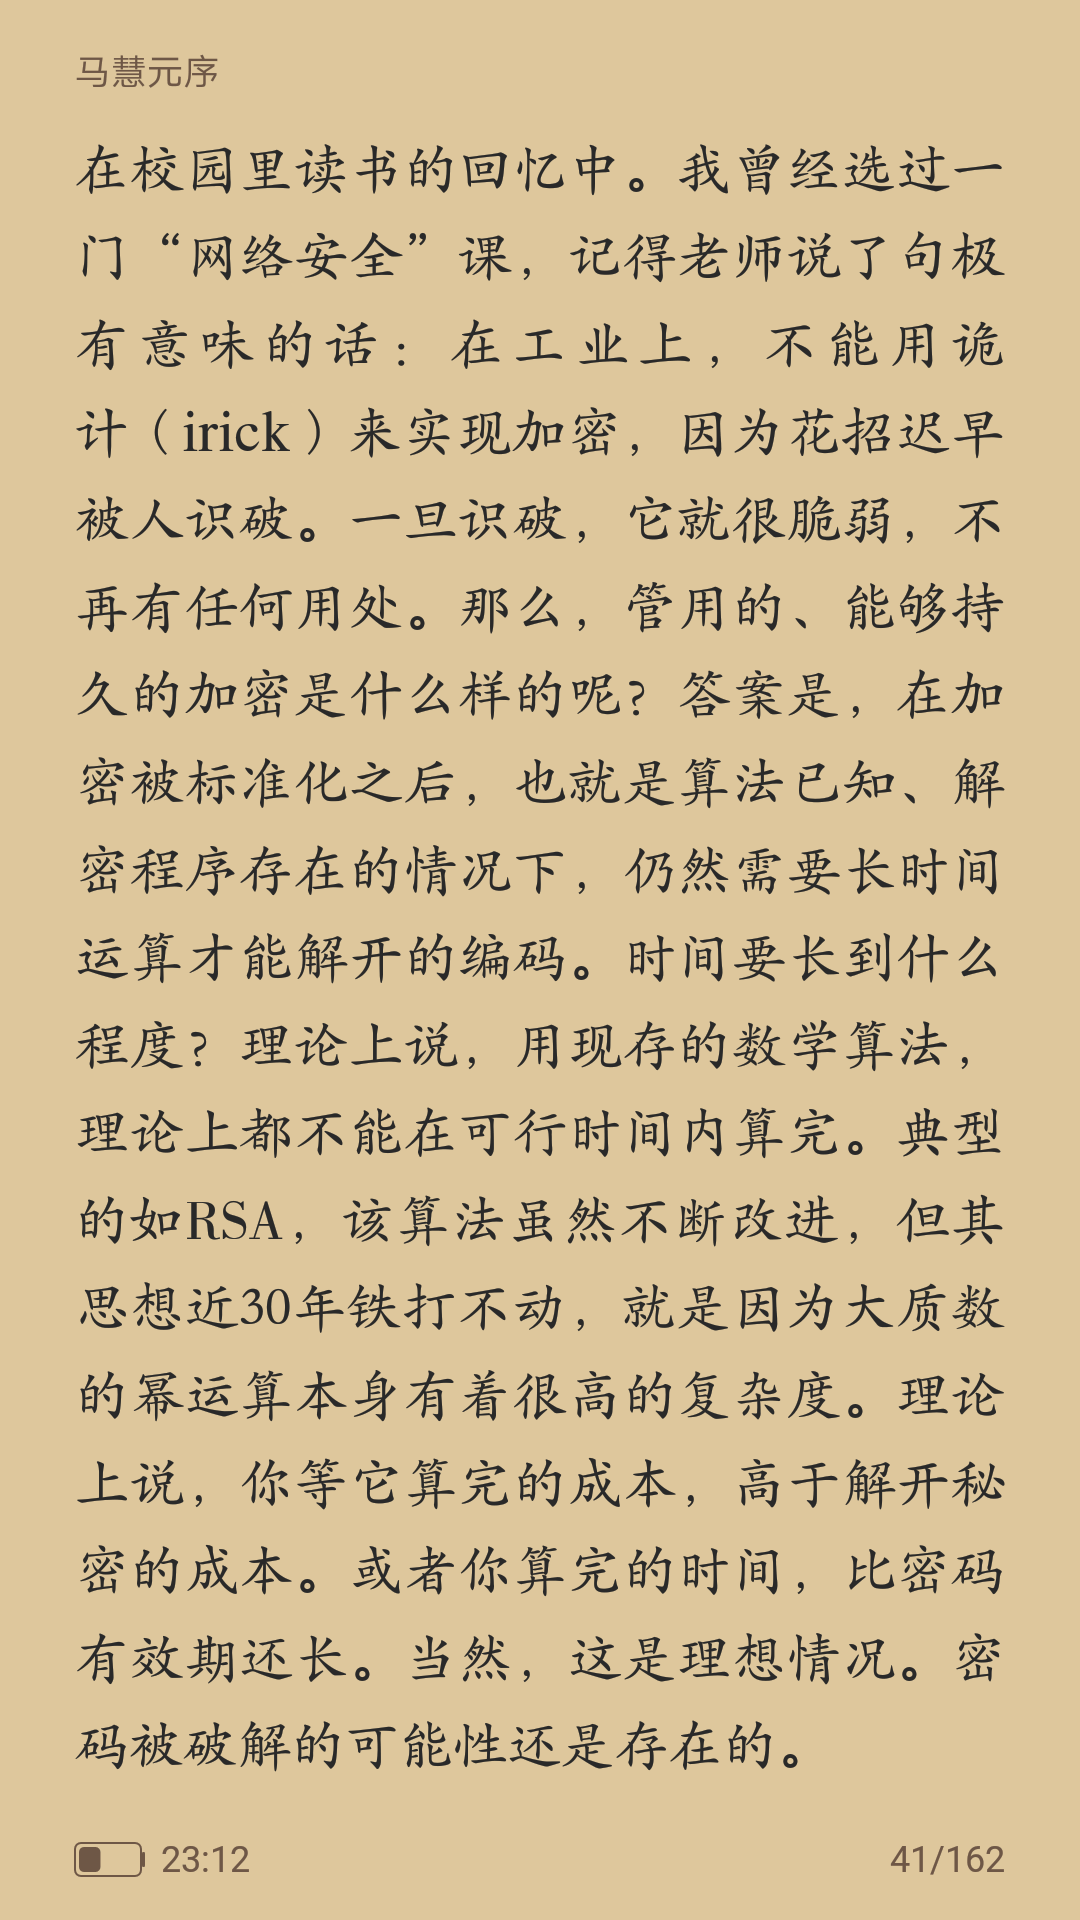 马慧元序
在校园里读书的回忆中。我曾经选过一
门“网络安全”课，记得老师说了句极
有意味的话：在工业上，不能用诡
计（irick）来实现加密，因为花招迟早
被人识破。一旦识破，它就很脆弱，不
再有任何用处。那么，管用的、能够持
久的加密是什么样的呢？答案是，在加
密被标准化之后，也就是算法已知、解
密程序存在的情况下，仍然需要长时间
运算才能解开的编码。时间要长到什么
程度？理论上说，用现存的数学算法，
理论上都不能在可行时间内算完。典型
的如RSA，该算法虽然不断改进，但其
思想近30年铁打不动，就是因为大质数
的幂运算本身有着很高的复杂度。理论
上说，你等它算完的成本，高于解开秘
密的成本。或者你算完的时间，比密码
有效期还长。当然，这是理想情况。密
码被破解的可能性还是存在的。
23:12
41/162